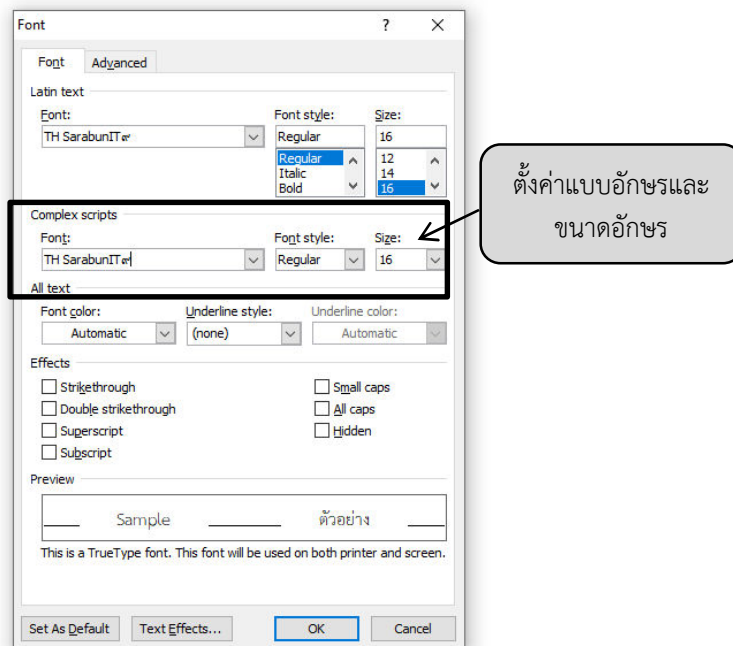 Font ? X
Font Advanced
Latin text
Font: Font style: Size:
TH SarabunIT๙ Regular 16
Regular 12
Italic 14
Bold 16
Complex scripts
Font: Font style: Size:
TH SarabunIT๙ Regular 16
All text
Font color: Underline style: Underline color:
Automatic (none) Automatic
Effects
Strikethrough Small caps
Double strikethrough All caps
Superscript Hidden
Subscript
Preview
Sample ตัวอย่าง
This is a TrueType font. This font will be used on both printer and screen.
Set As Default Text Effects... OK Cancel
ตั้งค่าแบบอักษรและ
ขนาดอักษร